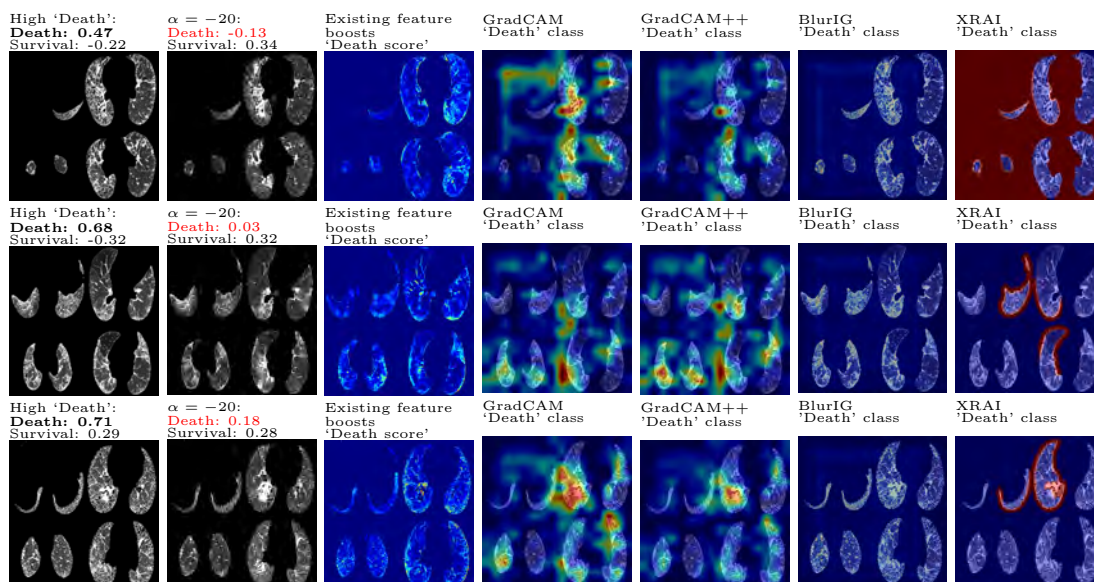 High ‘Death’:
Death: 0.47
Survival: -0.22
α = −20:
Death: -0.13
Survival: 0.34
Existing feature
boosts
‘Death score’
GradCAM
‘Death’ class
GradCAM++
’Death’ class
BlurIG
’Death’ class
XRAI
’Death’ class
High ‘Death’:
Death: 0.68
Survival: -0.32
α = −20:
Death: 0.03
Survival: 0.32
Existing feature
boosts
‘Death score’
GradCAM
‘Death’ class
GradCAM++
’Death’ class
BlurIG
’Death’ class
XRAI
’Death’ class
High ‘Death’:
Death: 0.71
Survival: 0.29
α = −20:
Death: 0.18
Survival: 0.28
Existing feature
boosts
‘Death score’
GradCAM
‘Death’ class
GradCAM++
’Death’ class
BlurIG
’Death’ class
XRAI
’Death’ class